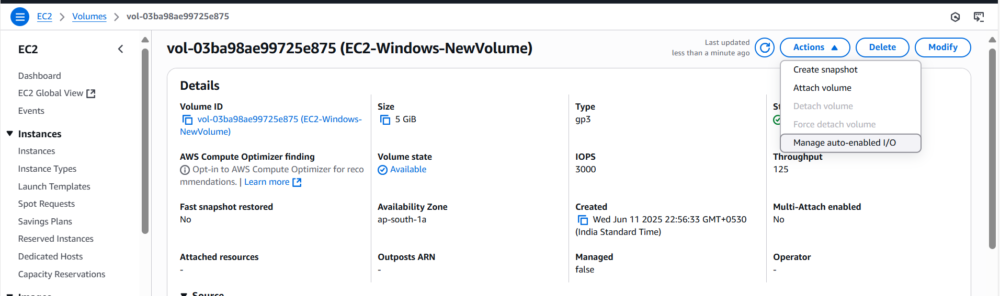 EC2 > Volumes > vol-03ba98ae99725e875
EC2
Dashboard
EC2 Global View
Events
Instances
Instances
Instance Types
Launch Templates
Spot Requests
Savings Plans
Reserved Instances
Dedicated Hosts
Capacity Reservations
vol-03ba98ae99725e875 (EC2-Windows-NewVolume)
Last updated
less than a minute ago
Actions
Delete
Modify
Create snapshot
Attach volume
Detach volume
Force detach volume
Manage auto-enabled I/O
Details
Volume ID
vol-03ba98ae99725e875 (EC2-Windows-
NewVolume)
Size
5 GiB
Type
gp3
AWS Compute Optimizer finding
Opt-in to AWS Compute Optimizer for reco
mmendations. | Learn more
Volume state
Available
IOPS
3000
Throughput
125
Fast snapshot restored
No
Availability Zone
ap-south-1a
Created
Wed Jun 11 2025 22:56:33 GMT+0530
(India Standard Time)
Multi-Attach enabled
No
Attached resources
-
Outposts ARN
-
Managed
false
Operator
-
Source